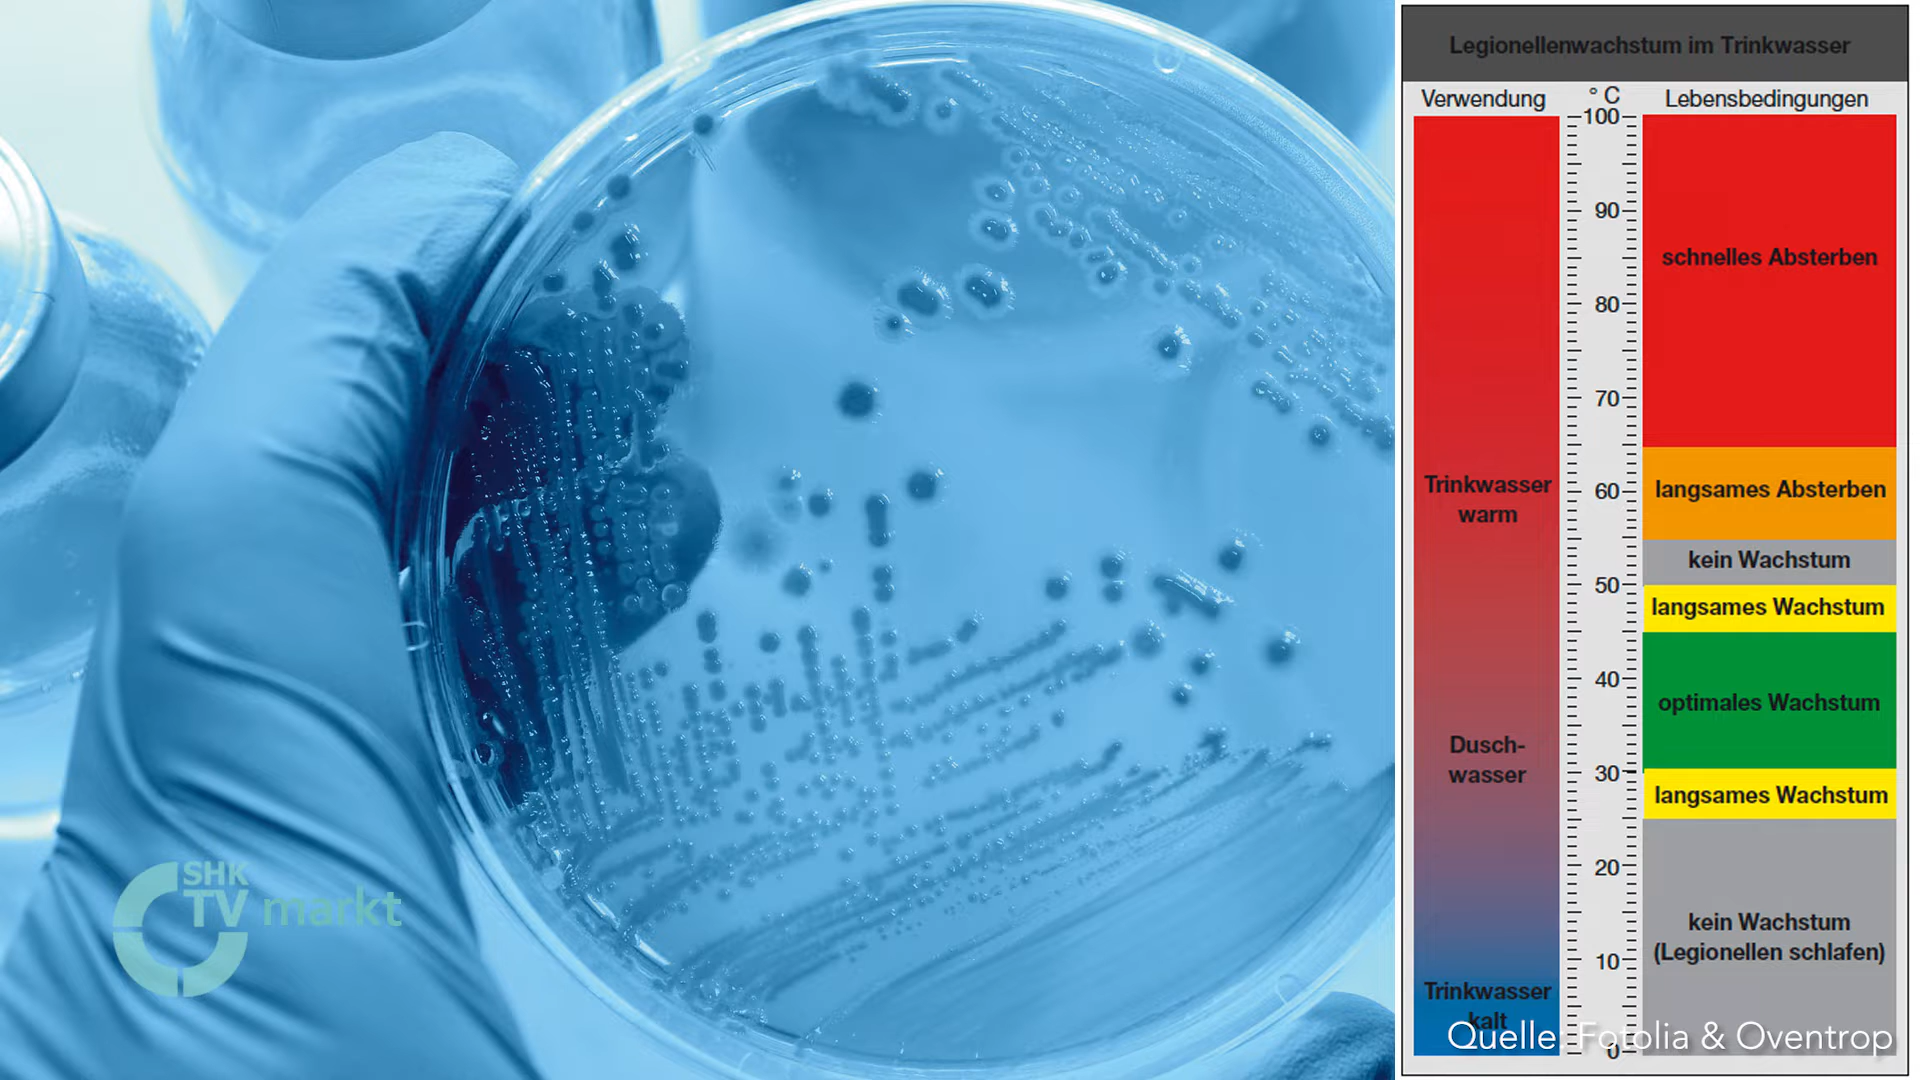 Legionellenwachstum im Trinkwasser
Verwendung
° C
Lebensbedingungen
100
90
schnelles Absterben
80
70
Trinkwasser
warm
60
langsames Absterben
kein Wachstum
50
langsames Wachstum
40
optimales Wachstum
Dusch-
wasser
30
langsames Wachstum
20
kein Wachstum
(Legionellen schlafen)
10
Trinkwasser
kalt
0
Quelle: Fotolia & Oventrop
SHK
TV markt